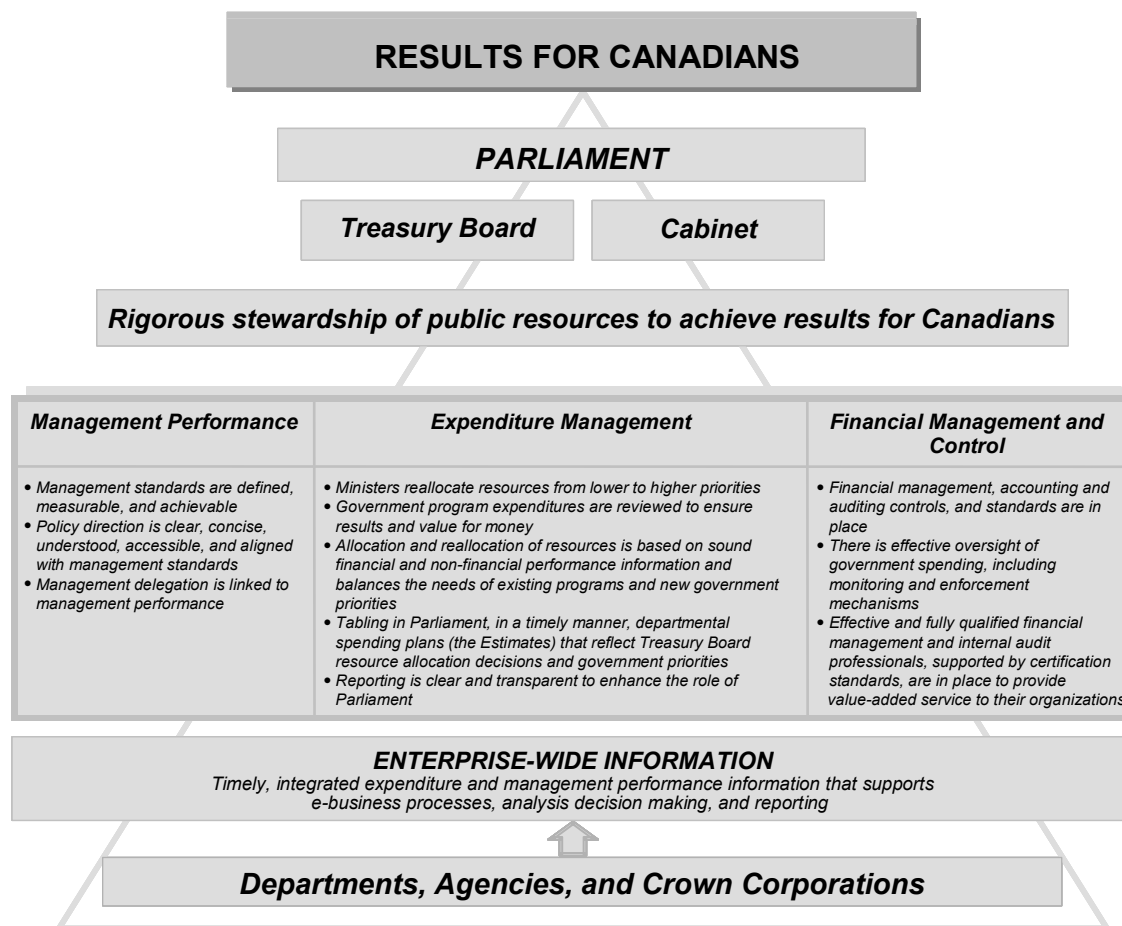 RESULTS FOR CANADIANS
PARLIAMENT
Treasury Board
Cabinet
Rigorous stewardship of public resources to achieve results for Canadians
Management Performance
• Management standards are defined,
measurable, and achievable
• Policy direction is clear, concise,
understood, accessible, and aligned
with management standards
• Management delegation is linked to
management performance
Expenditure Management
• Ministers reallocate resources from lower to higher priorities
• Government program expenditures are reviewed to ensure
results and value for money
• Allocation and reallocation of resources is based on sound
financial and non-financial performance information and
balances the needs of existing programs and new government
priorities
• Tabling in Parliament, in a timely manner, departmental
spending plans (the Estimates) that reflect Treasury Board
resource allocation decisions and government priorities
• Reporting is clear and transparent to enhance the role of
Parliament
Financial Management and
Control
• Financial management, accounting and
auditing controls, and standards are in
place
• There is effective oversight of
government spending, including
monitoring and enforcement
mechanisms
• Effective and fully qualified financial
management and internal audit
professionals, supported by certification
standards, are in place to provide
value-added service to their organizations
ENTERPRISE-WIDE INFORMATION
Timely, integrated expenditure and management performance information that supports
e-business processes, analysis decision making, and reporting
Departments, Agencies, and Crown Corporations